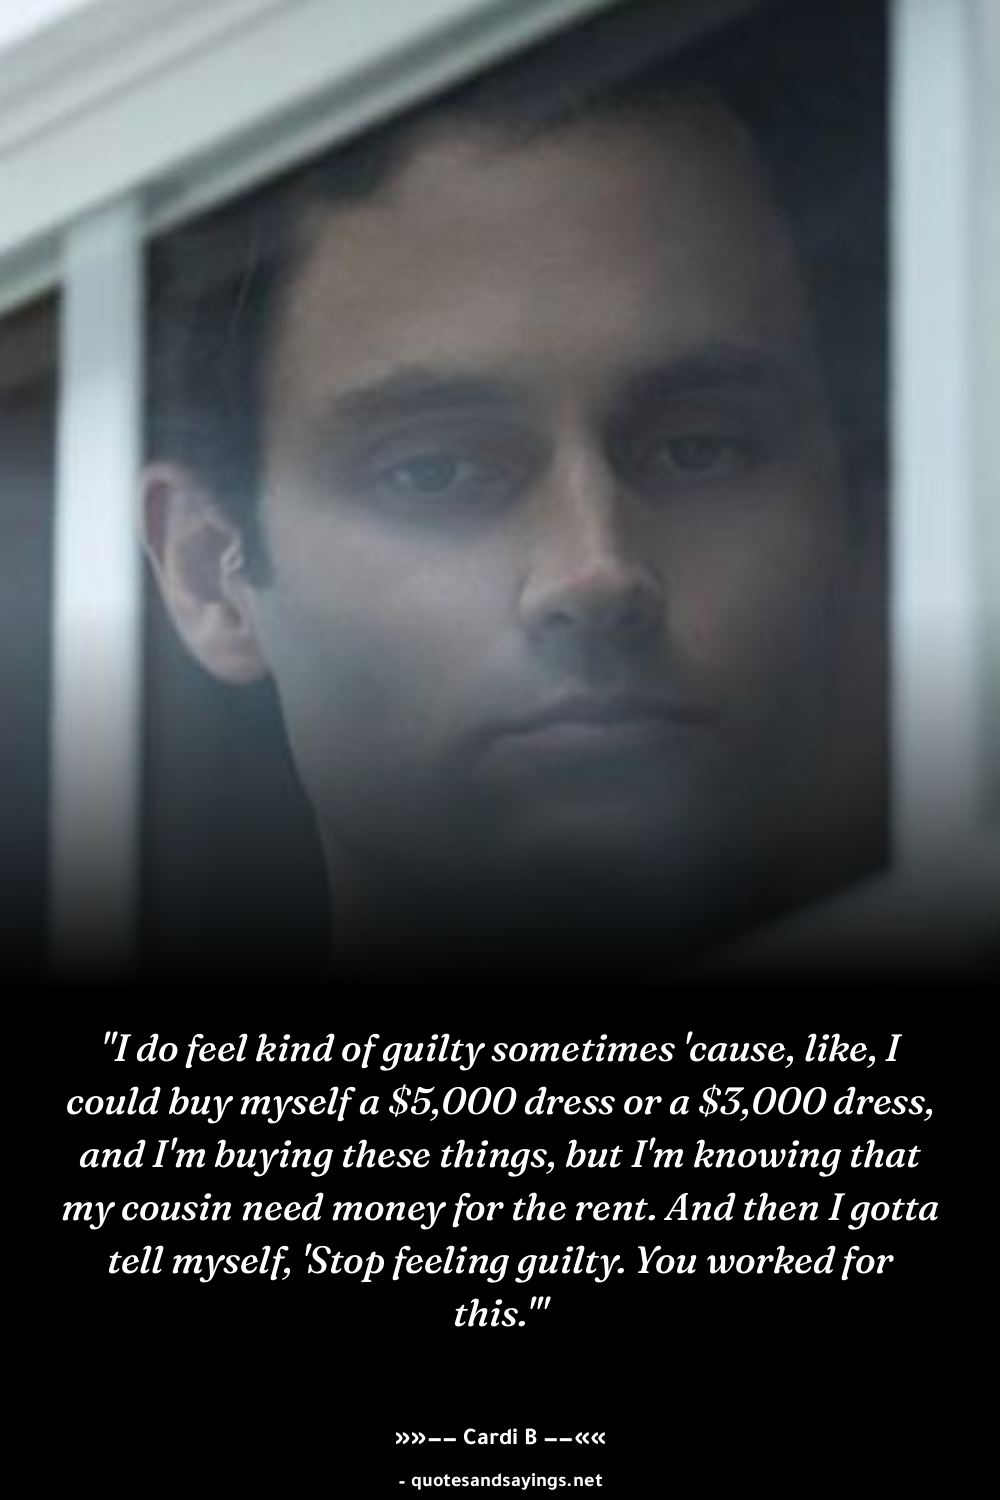 "I do feel kind of guilty sometimes 'cause, like, I
could buy myself a $5,000 dress or a $3,000 dress,
and I'm buying these things, but I'm knowing that
my cousin need money for the rent. And then I gotta
tell myself, 'Stop feeling guilty. You worked for
this.'"
»»−− Cardi B −−««
- quotesandsayings.net